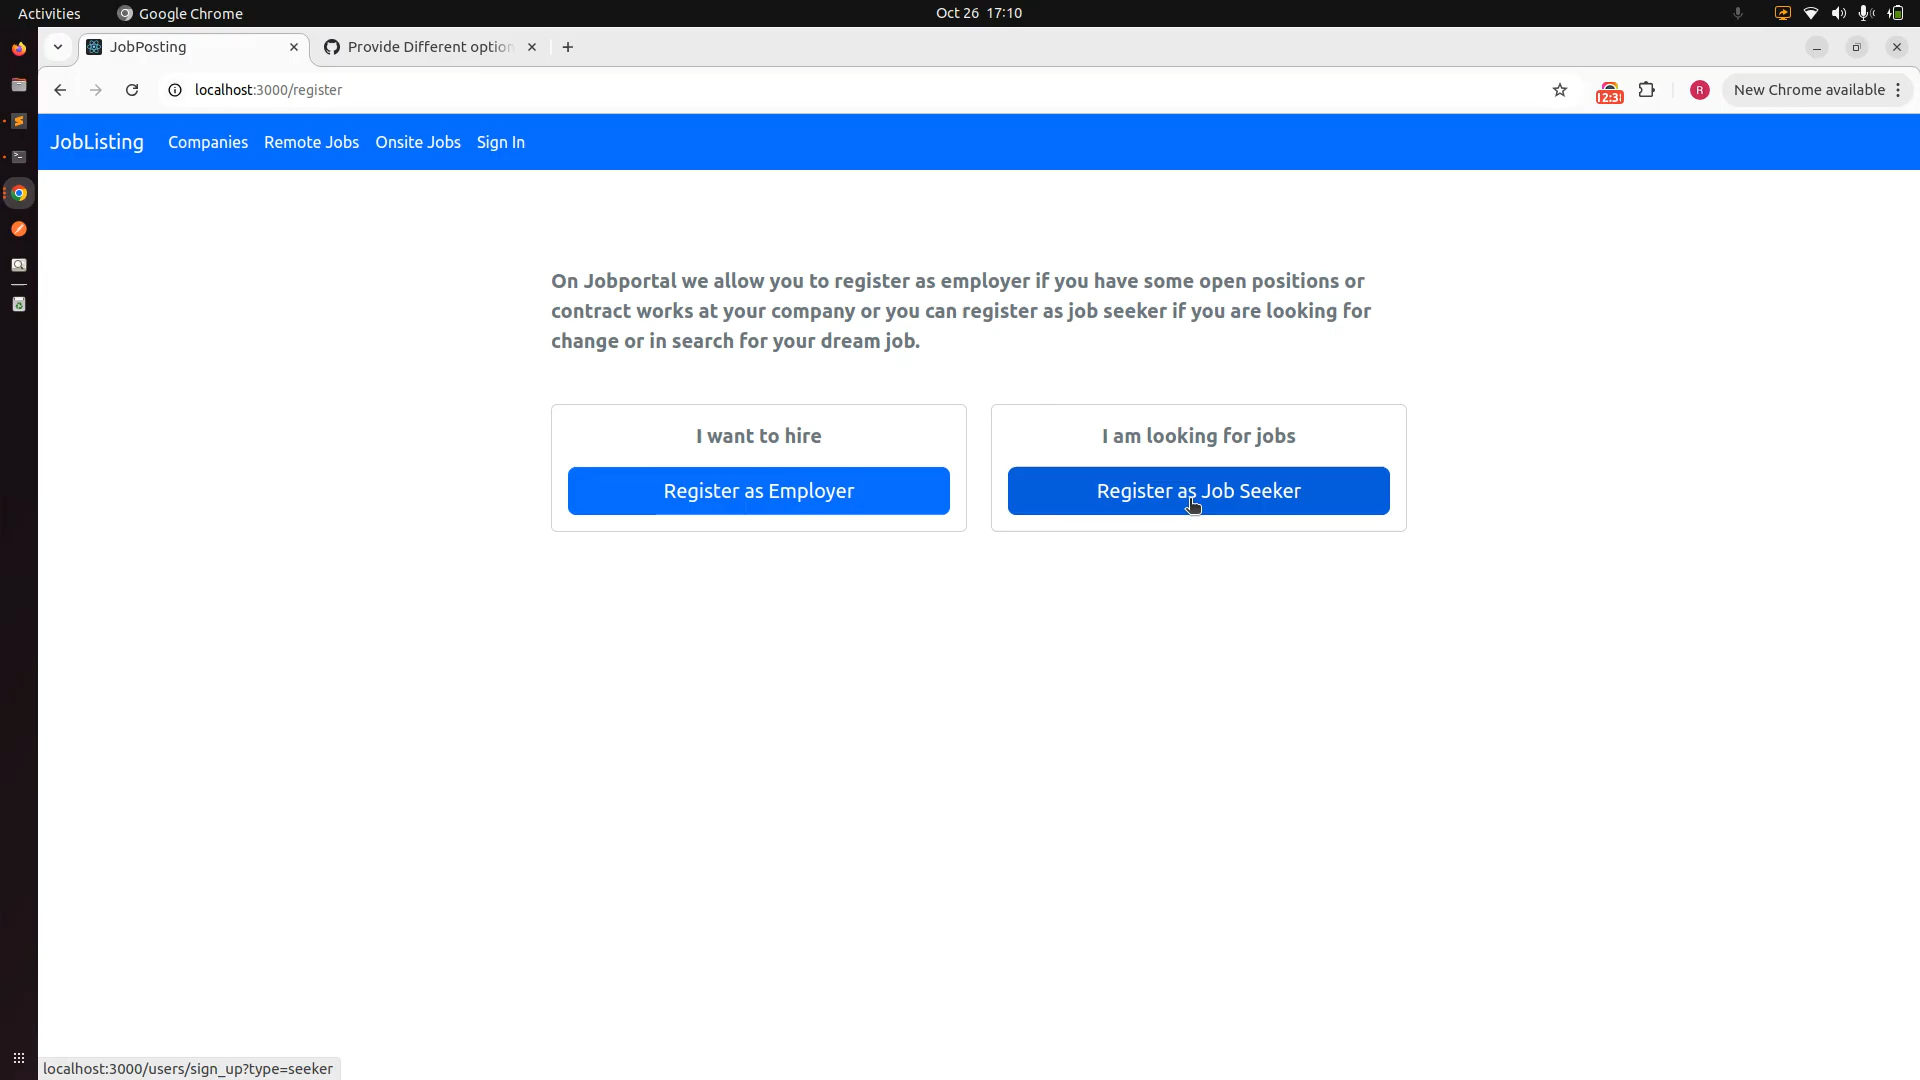 Activities
Google Chrome
Oct 26 17:10
JobPosting
Provide Different option
localhost:3000/register
New Chrome available
R
JobListing
Companies
Remote Jobs
Onsite Jobs
Sign In
On Jobportal we allow you to register as employer if you have some open positions or
contract works at your company or you can register as job seeker if you are looking for
change or in search for your dream job.
I want to hire
Register as Employer
I am looking for jobs
Register as Job Seeker
localhost:3000/users/sign_up?type=seeker